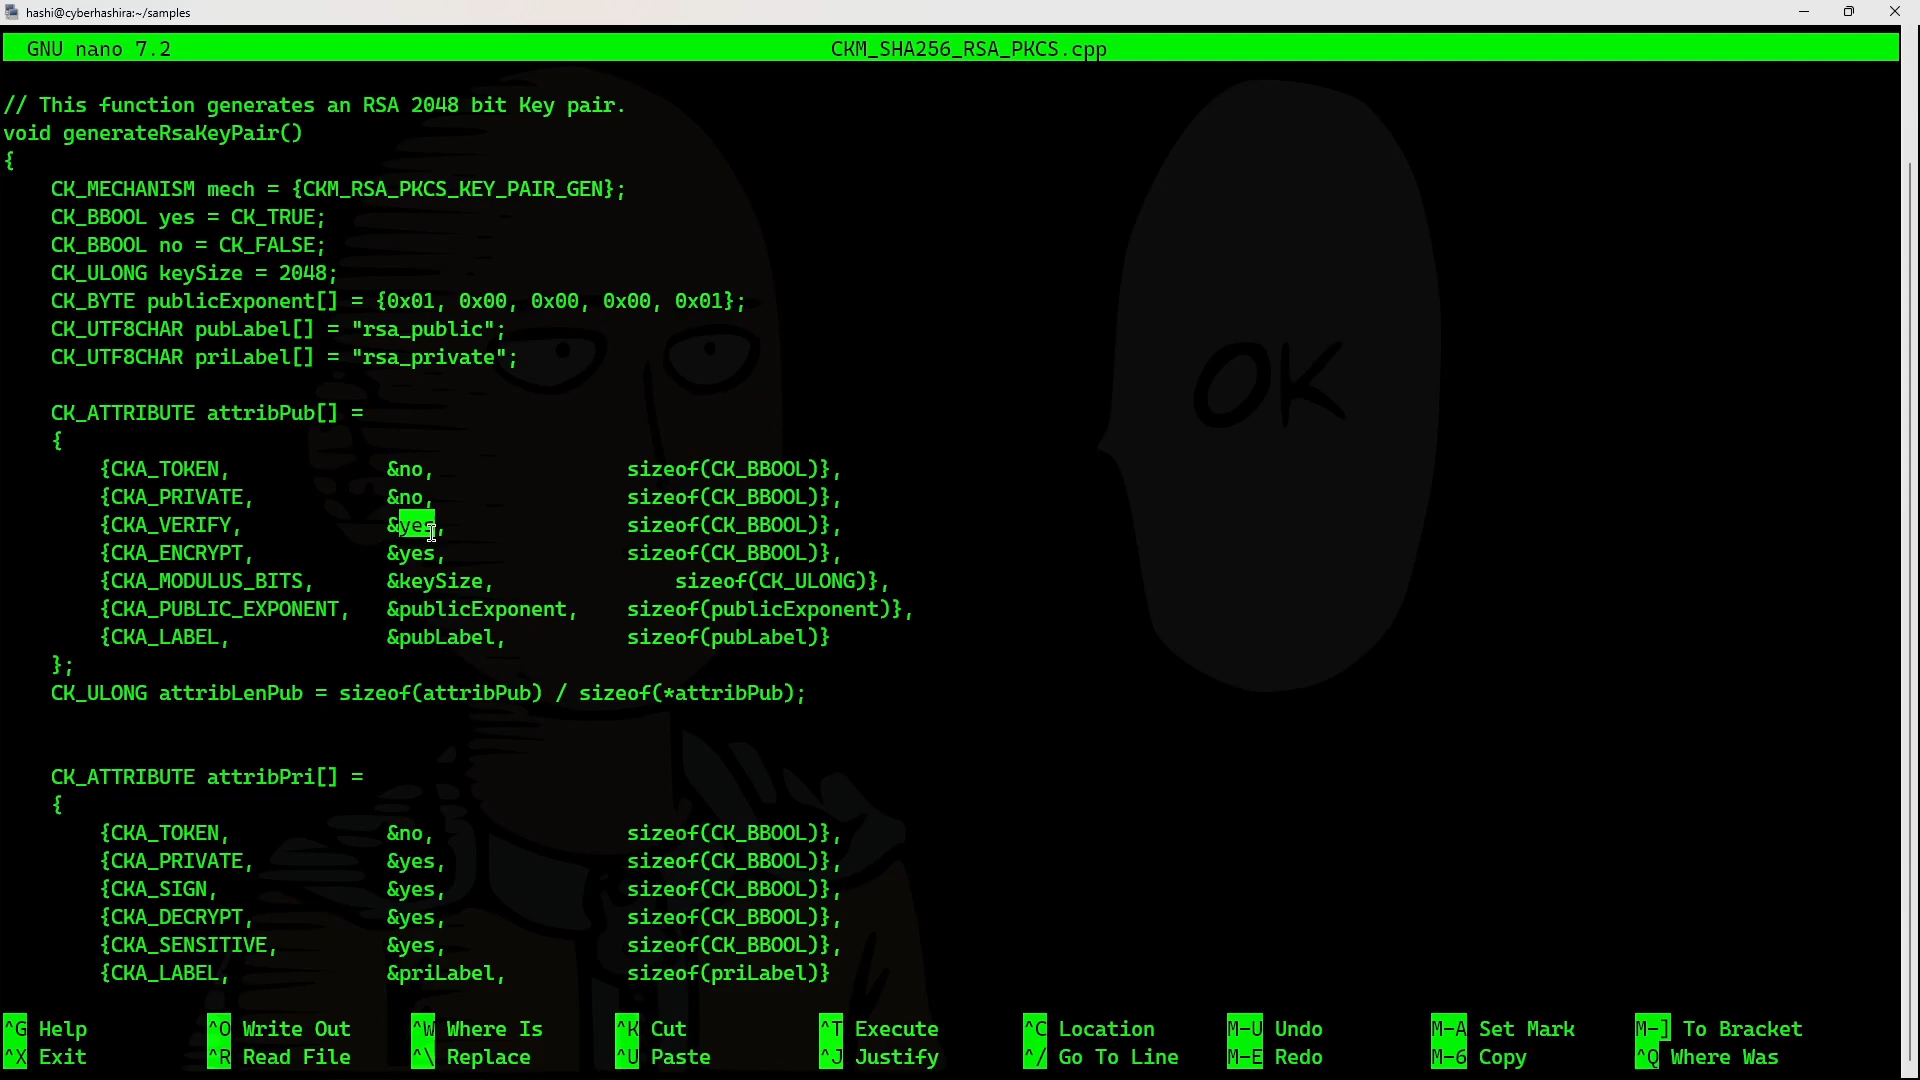 hashi@cyberhashira:~/samples
GNU nano 7.2 CKM_SHA256_RSA_PKCS.cpp
// This function generates an RSA 2048 bit Key pair.
void generateRsaKeyPair()
{
    CK_MECHANISM mech = {CKM_RSA_PKCS_KEY_PAIR_GEN};
    CK_BBOOL yes = CK_TRUE;
    CK_BBOOL no = CK_FALSE;
    CK_ULONG keySize = 2048;
    CK_BYTE publicExponent[] = {0x01, 0x00, 0x00, 0x00, 0x01};
    CK_UTF8CHAR pubLabel[] = "rsa_public";
    CK_UTF8CHAR priLabel[] = "rsa_private";
OK
    CK_ATTRIBUTE attribPub[] =
    {
        {CKA_TOKEN,             &no,                sizeof(CK_BBOOL)},
        {CKA_PRIVATE,           &no,                sizeof(CK_BBOOL)},
        {CKA_VERIFY,            &yes,               sizeof(CK_BBOOL)},
        {CKA_ENCRYPT,           &yes,               sizeof(CK_BBOOL)},
        {CKA_MODULUS_BITS,      &keySize,               sizeof(CK_ULONG)},
        {CKA_PUBLIC_EXPONENT,   &publicExponent,    sizeof(publicExponent)},
        {CKA_LABEL,             &pubLabel,          sizeof(pubLabel)}
    };
    CK_ULONG attribLenPub = sizeof(attribPub) / sizeof(*attribPub);
    CK_ATTRIBUTE attribPri[] =
    {
        {CKA_TOKEN,             &no,                sizeof(CK_BBOOL)},
        {CKA_PRIVATE,           &yes,               sizeof(CK_BBOOL)},
        {CKA_SIGN,              &yes,               sizeof(CK_BBOOL)},
        {CKA_DECRYPT,           &yes,               sizeof(CK_BBOOL)},
        {CKA_SENSITIVE,         &yes,               sizeof(CK_BBOOL)},
        {CKA_LABEL,             &priLabel,          sizeof(priLabel)}
^G Help ^O Write Out ^W Where Is ^K Cut ^T Execute ^C Location M-U Undo M-A Set Mark M-] To Bracket
^X Exit ^R Read File ^\ Replace ^U Paste ^J Justify ^/ Go To Line M-E Redo M-6 Copy ^Q Where Was